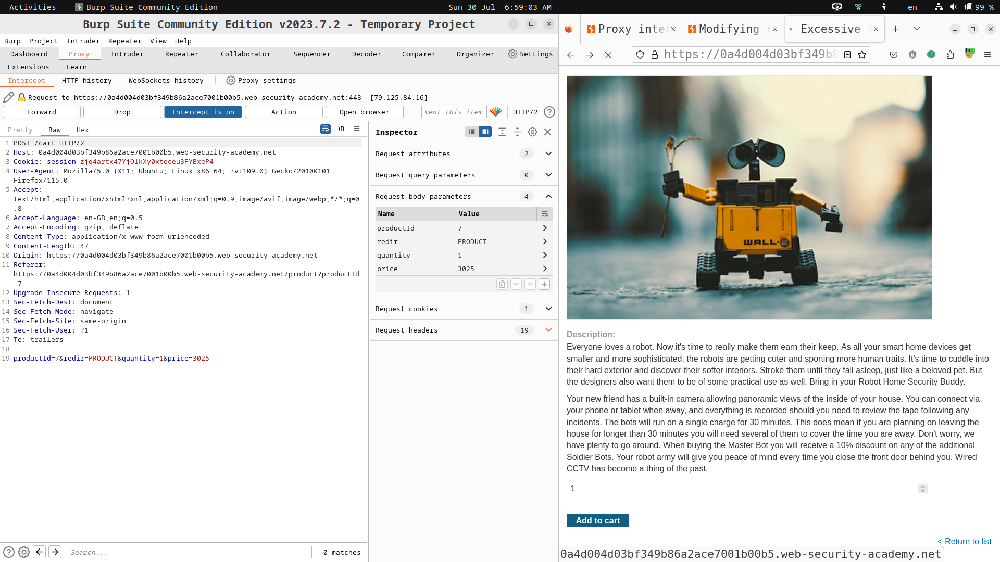 Activities
Burp Suite Community Edition
Sun 30 Jul  6:59:03 AM
en
99 %
Burp Suite Community Edition v2023.7.2 - Temporary Project
Burp Project Intruder Repeater View Help
Dashboard Proxy Intruder Repeater Collaborator Sequencer Decoder Comparer Organizer Settings
Extensions Learn
Intercept HTTP history WebSockets history Proxy settings
Request to https://0a4d004d03bf349b86a2ace7001b00b5.web-security-academy.net:443 [79.125.84.16]
Forward Drop Intercept is on Action Open browser ment this item HTTP/2
Pretty Raw Hex
\n
1 POST /cart HTTP/2
2 Host: 0a4d004d03bf349b86a2ace7001b00b5.web-security-academy.net
3 Cookie: session=zjq4artx47YjOlkXy0xtoceu3FYBxeP4
4 User-Agent: Mozilla/5.0 (X11; Ubuntu; Linux x86_64; rv:109.0) Gecko/20100101
Firefox/115.0
5 Accept:
text/html,application/xhtml+xml,application/xml;q=0.9,image/avif,image/webp,*/*;q=0
.8
6 Accept-Language: en-GB,en;q=0.5
7 Accept-Encoding: gzip, deflate
8 Content-Type: application/x-www-form-urlencoded
9 Content-Length: 47
10 Origin: https://0a4d004d03bf349b86a2ace7001b00b5.web-security-academy.net
11 Referer:
https://0a4d004d03bf349b86a2ace7001b00b5.web-security-academy.net/product?productId
=7
12 Upgrade-Insecure-Requests: 1
13 Sec-Fetch-Dest: document
14 Sec-Fetch-Mode: navigate
15 Sec-Fetch-Site: same-origin
16 Sec-Fetch-User: ?1
17 Te: trailers
18
19 productId=7&redir=PRODUCT&quantity=1&price=3025
Search...
0 matches
Inspector
Request attributes 2
Request query parameters 0
Request body parameters 4
Name Value
productId 7
redir PRODUCT
quantity 1
price 3025
Request cookies 1
Request headers 19
Proxy inte
Modifying r
Excessive t
https://0a4d004d03bf349b8
bur
WALL·E
Description:
Everyone loves a robot. Now it's time to really make them earn their keep. As all your smart home devices get
smaller and more sophisticated, the robots are getting cuter and sporting more human traits. It's time to cuddle into
their hard exterior and discover their softer interiors. Stroke them until they fall asleep, just like a beloved pet. But
the designers also want them to be of some practical use as well. Bring in your Robot Home Security Buddy.
Your new friend has a built-in camera allowing panoramic views of the inside of your house. You can connect via
your phone or tablet when away, and everything is recorded should you need to review the tape following any
incidents. The bots will run on a single charge for 30 minutes. This does mean if you are planning on leaving the
house for longer than 30 minutes you will need several of them to cover the time you are away. Don't worry, we
have plenty to go around. When buying the Master Bot you will receive a 10% discount on any of the additional
Soldier Bots. Your robot army will give you peace of mind every time you close the front door behind you. Wired
CCTV has become a thing of the past.
1
Add to cart
< Return to list
0a4d004d03bf349b86a2ace7001b00b5.web-security-academy.net